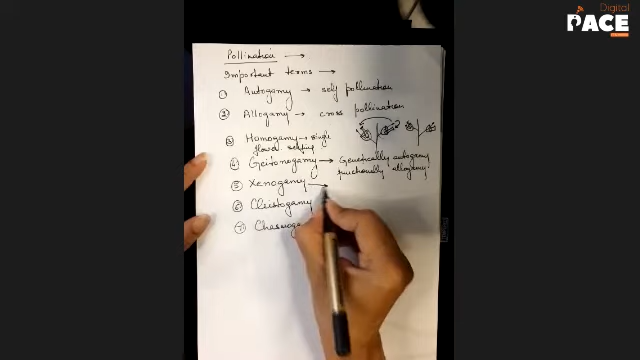 Digital
PACE
Pollination →
Important terms →
① Autogamy → self pollination
② Allogamy → cross pollination
③ Homogamy → single
flower selfing
④ Geitonogamy → Genetically autogamy
functionally allogamy
⑤ Xenogamy →
⑥ Cleistogamy
⑦ Chasmoga